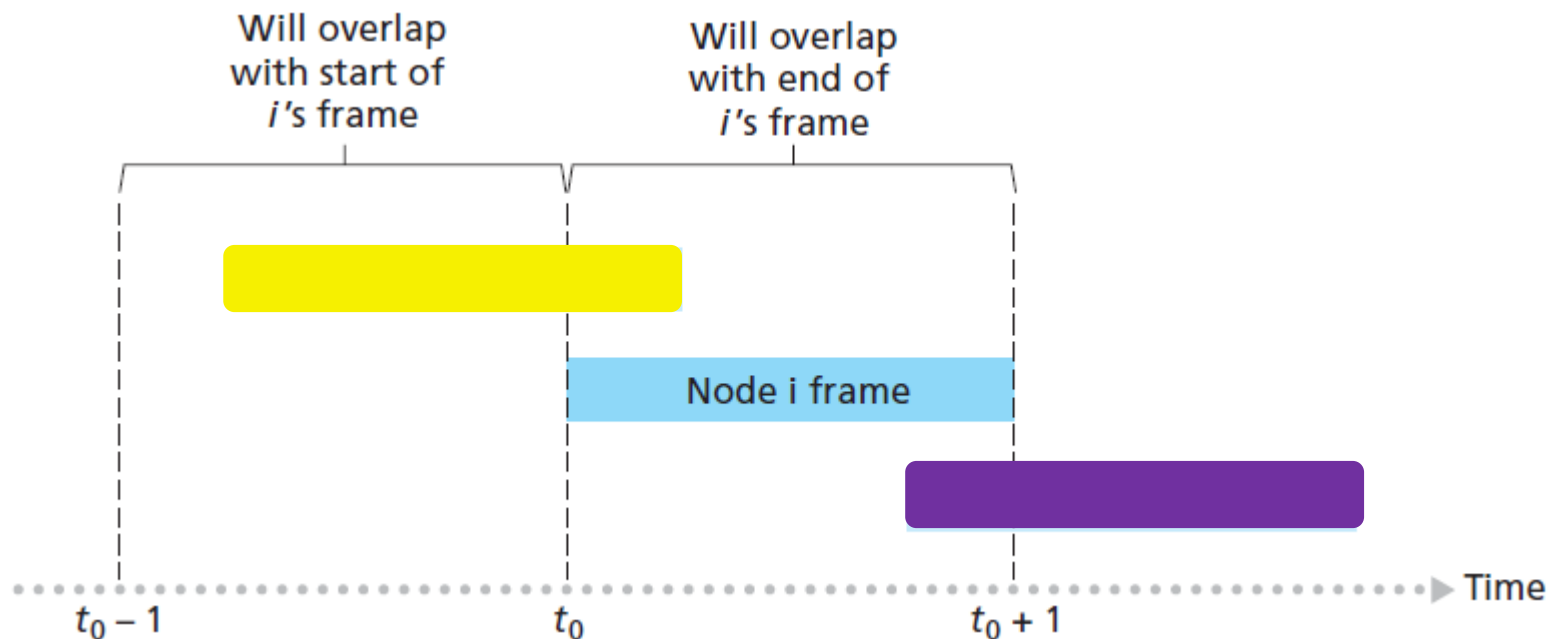 Will overlap
with start of
i's frame
Will overlap
with end of
i's frame
Node i frame
Time
t₀ – 1
t₀
t₀ + 1